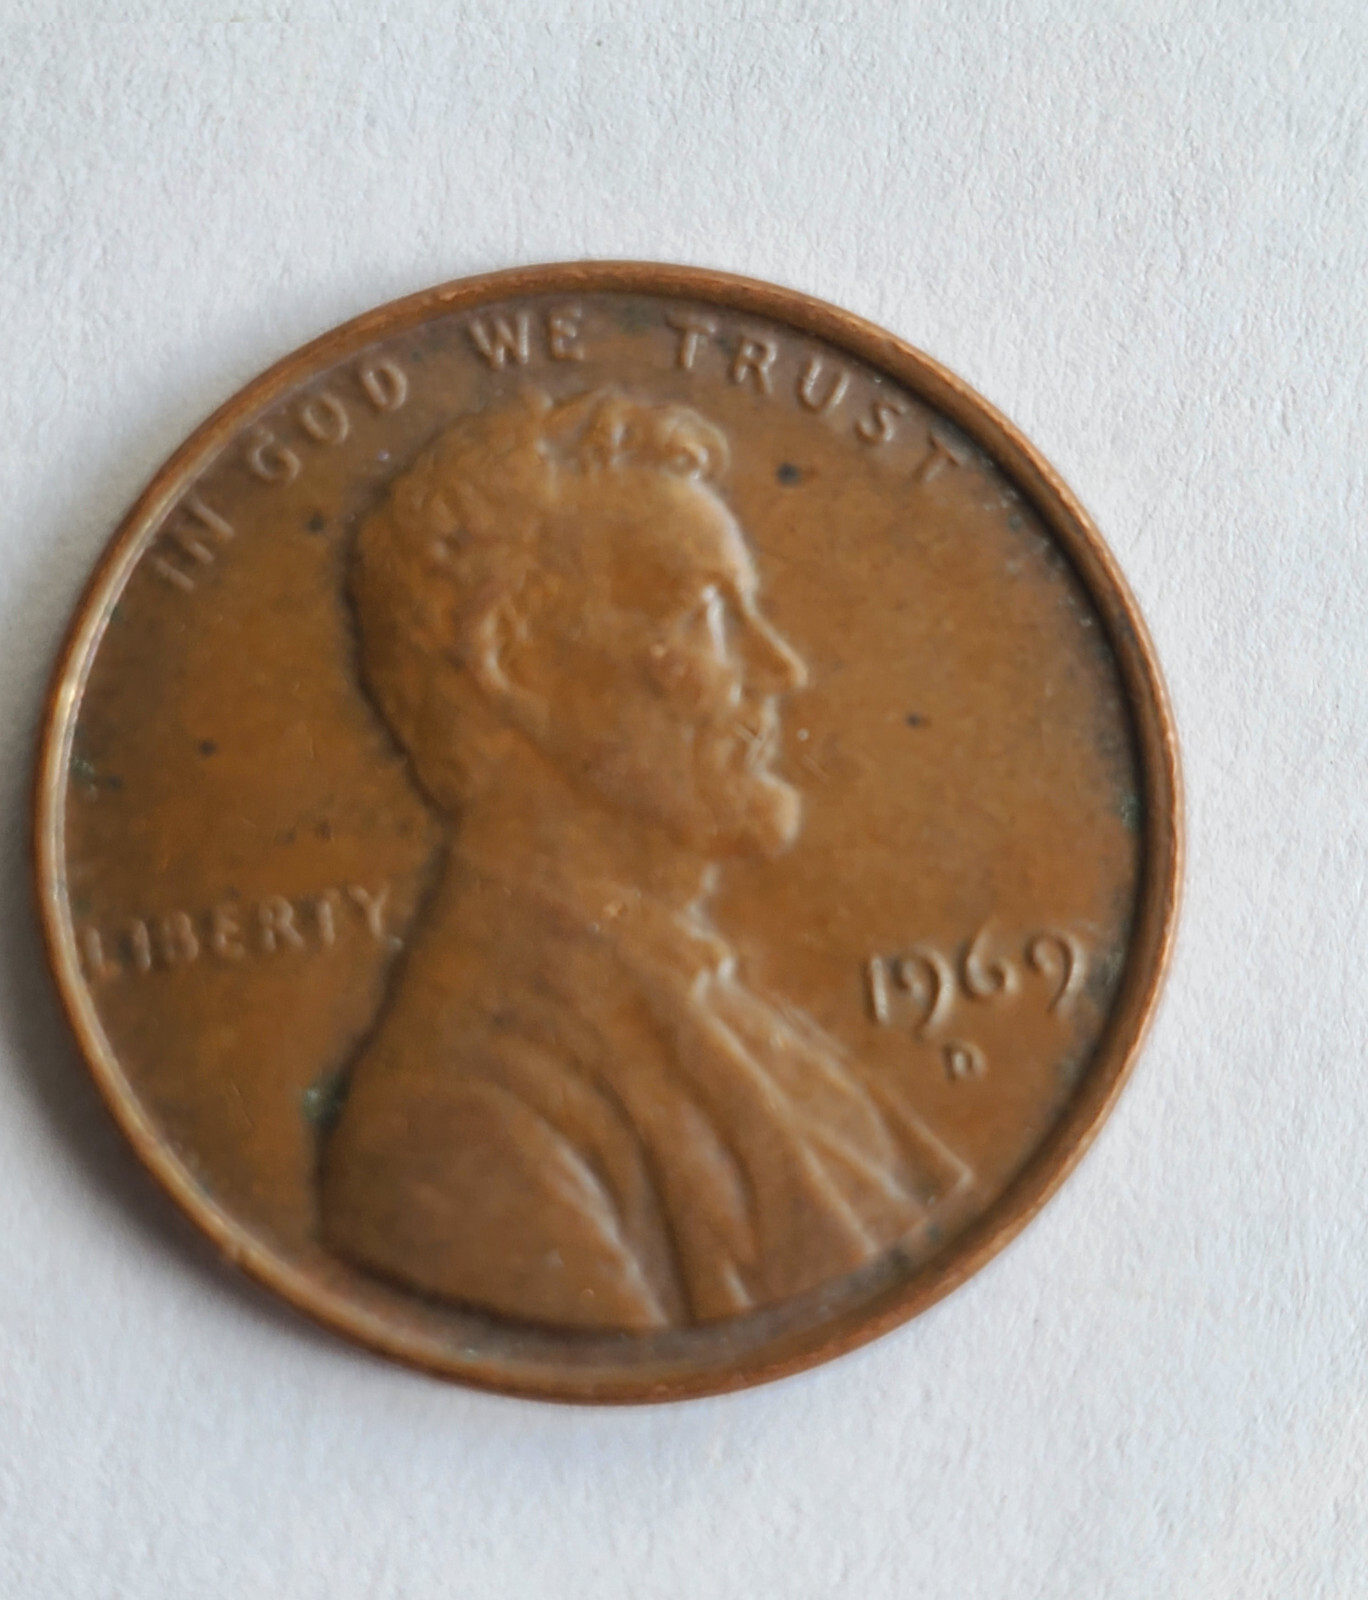 IN GOD WE TRUST
LIBERTY
1969
D